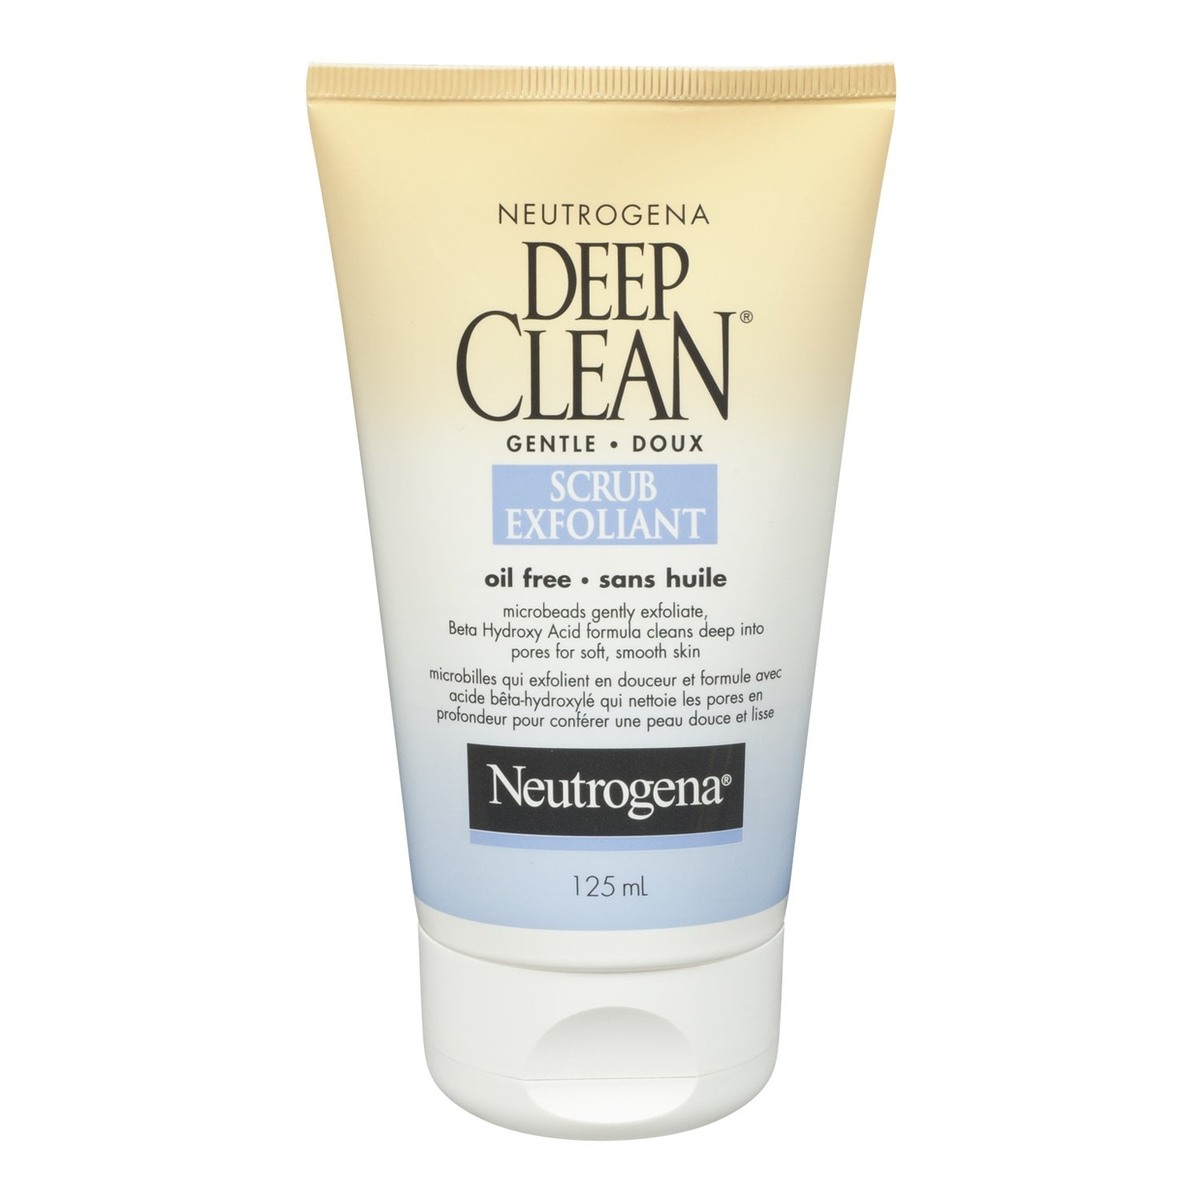 NEUTROGENA
DEEP
CLEAN®
GENTLE • DOUX
SCRUB
EXFOLIANT
oil free • sans huile
microbeads gently exfoliate,
Beta Hydroxy Acid formula cleans deep into
pores for soft, smooth skin
microbilles qui exfolient en douceur et formule avec
acide bêta-hydroxylé qui nettoie les pores en
profondeur pour conférer une peau douce et lisse
Neutrogena®
125 mL